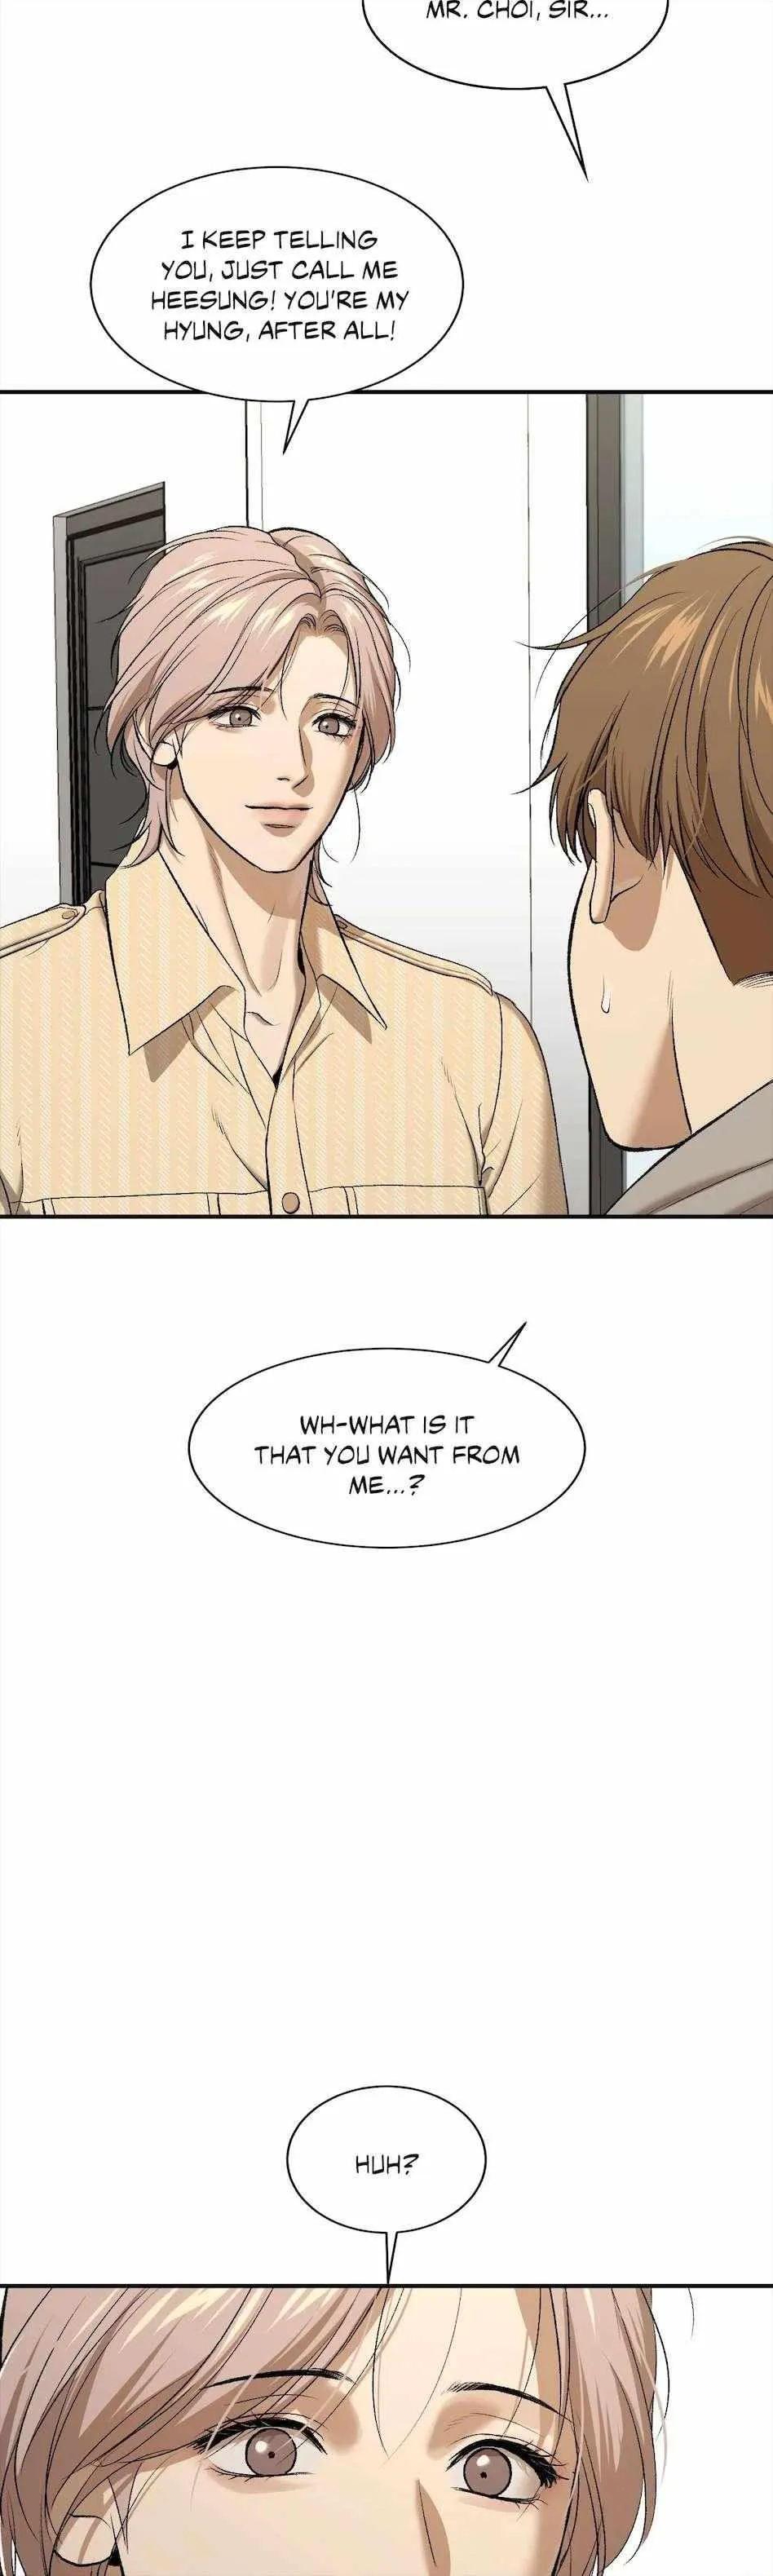 MR. CHOI, SIR...
I KEEP TELLING
YOU, JUST CALL ME
HEESUNG! YOU'RE MY
HYUNG, AFTER ALL!
WH-WHAT IS IT
THAT YOU WANT FROM
ME...?
HUH?